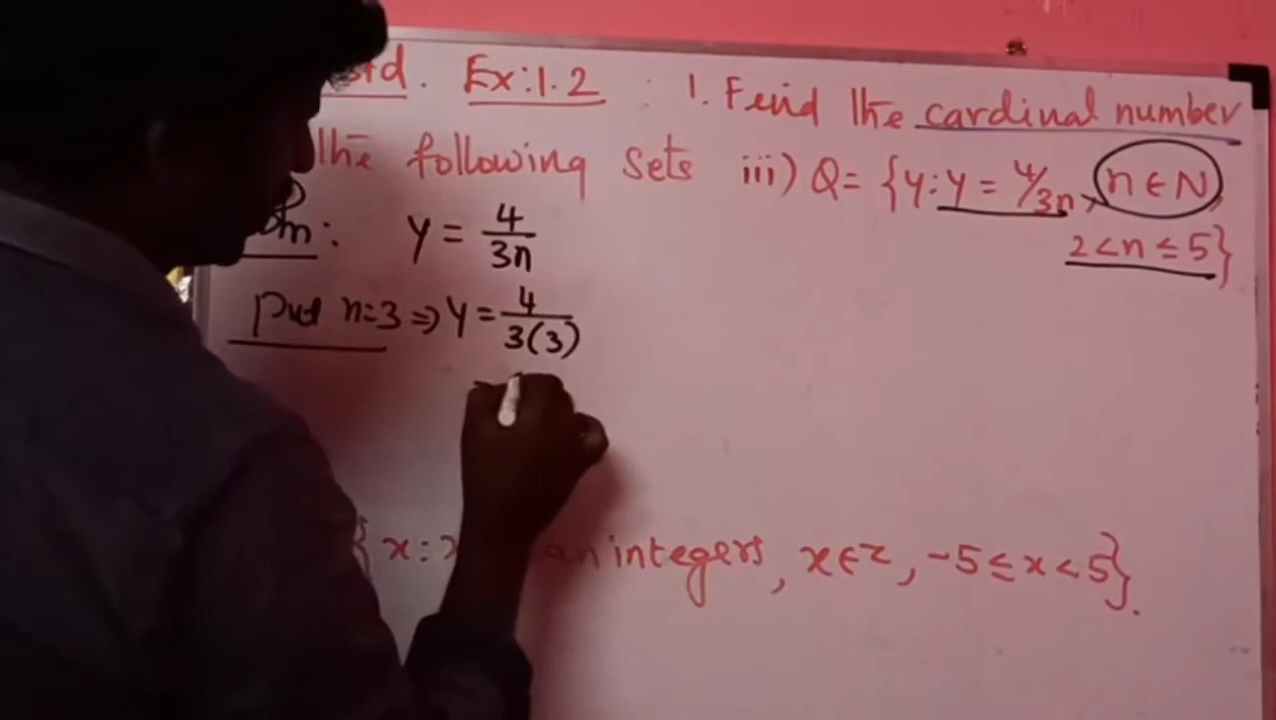 std. Ex:1.2 1. Find the cardinal number
the following sets iii) Q= {y:y = 4/3n, n∈N,
2<n≤5}
y = 4/3n
put n=3 ⇒ y = 4/3(3)
{x: an integers, x∈z, -5≤x<5}.